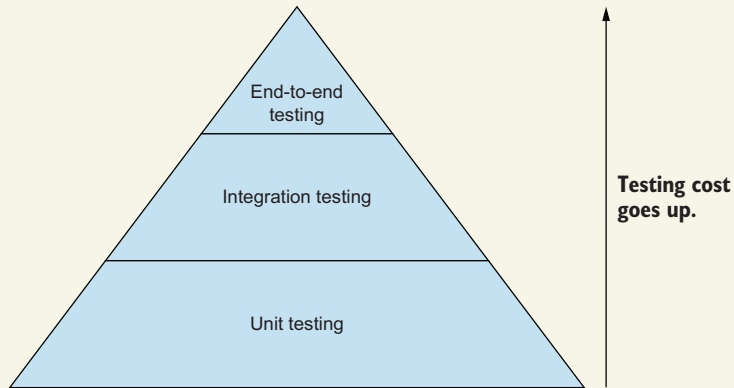 End-to-end
testing
Integration testing
Testing cost
goes up.
Unit testing